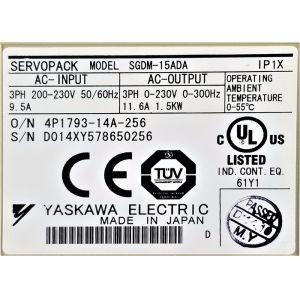 SERVOPACK MODEL SGDM-15ADA IP1X
AC-INPUT AC-OUTPUT OPERATING AMBIENT TEMPERATURE 0-55°C
3PH 200-230V 50/60Hz 3PH 0-230V 0-300Hz
9.5A 11.6A 1.5KW
O/N 4P1793-14A-256
S/N D014XY578650256
CE
TÜV
C UL US
LISTED
IND. CONT. EQ.
61Y1
YASKAWA ELECTRIC
MADE IN JAPAN D
PASSED
M.Y